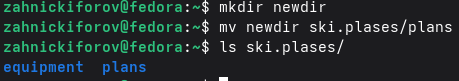 zahnickiforov@fedora:~$ mkdir newdir
zahnickiforov@fedora:~$ mv newdir ski.plases/plans
zahnickiforov@fedora:~$ ls ski.plases/
equipment  plans